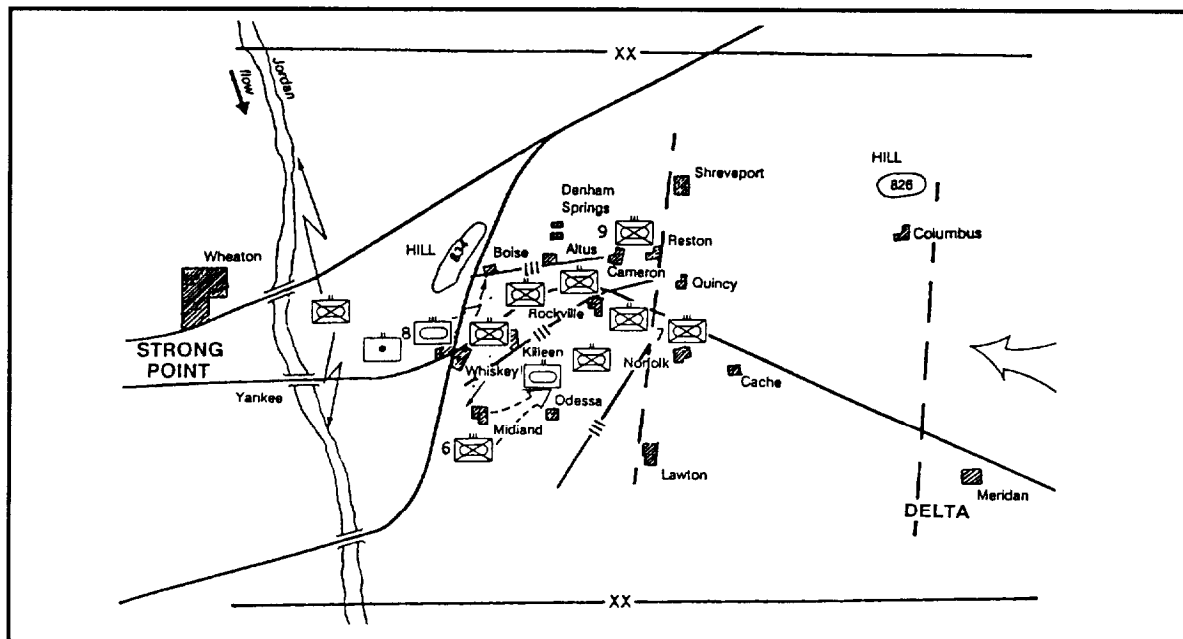 XX
Jordan
flow
HILL
826
Shreveport
Denham
Springs
9
Columbus
HILL
Boise
Altus
Reston
Wheaton
Cameron
Quincy
Rockville
8
7
STRONG
POINT
Killeen
Norfolk
Whiskey
Cache
Yankee
Odessa
Midland
6
Lawton
Meridan
DELTA
XX